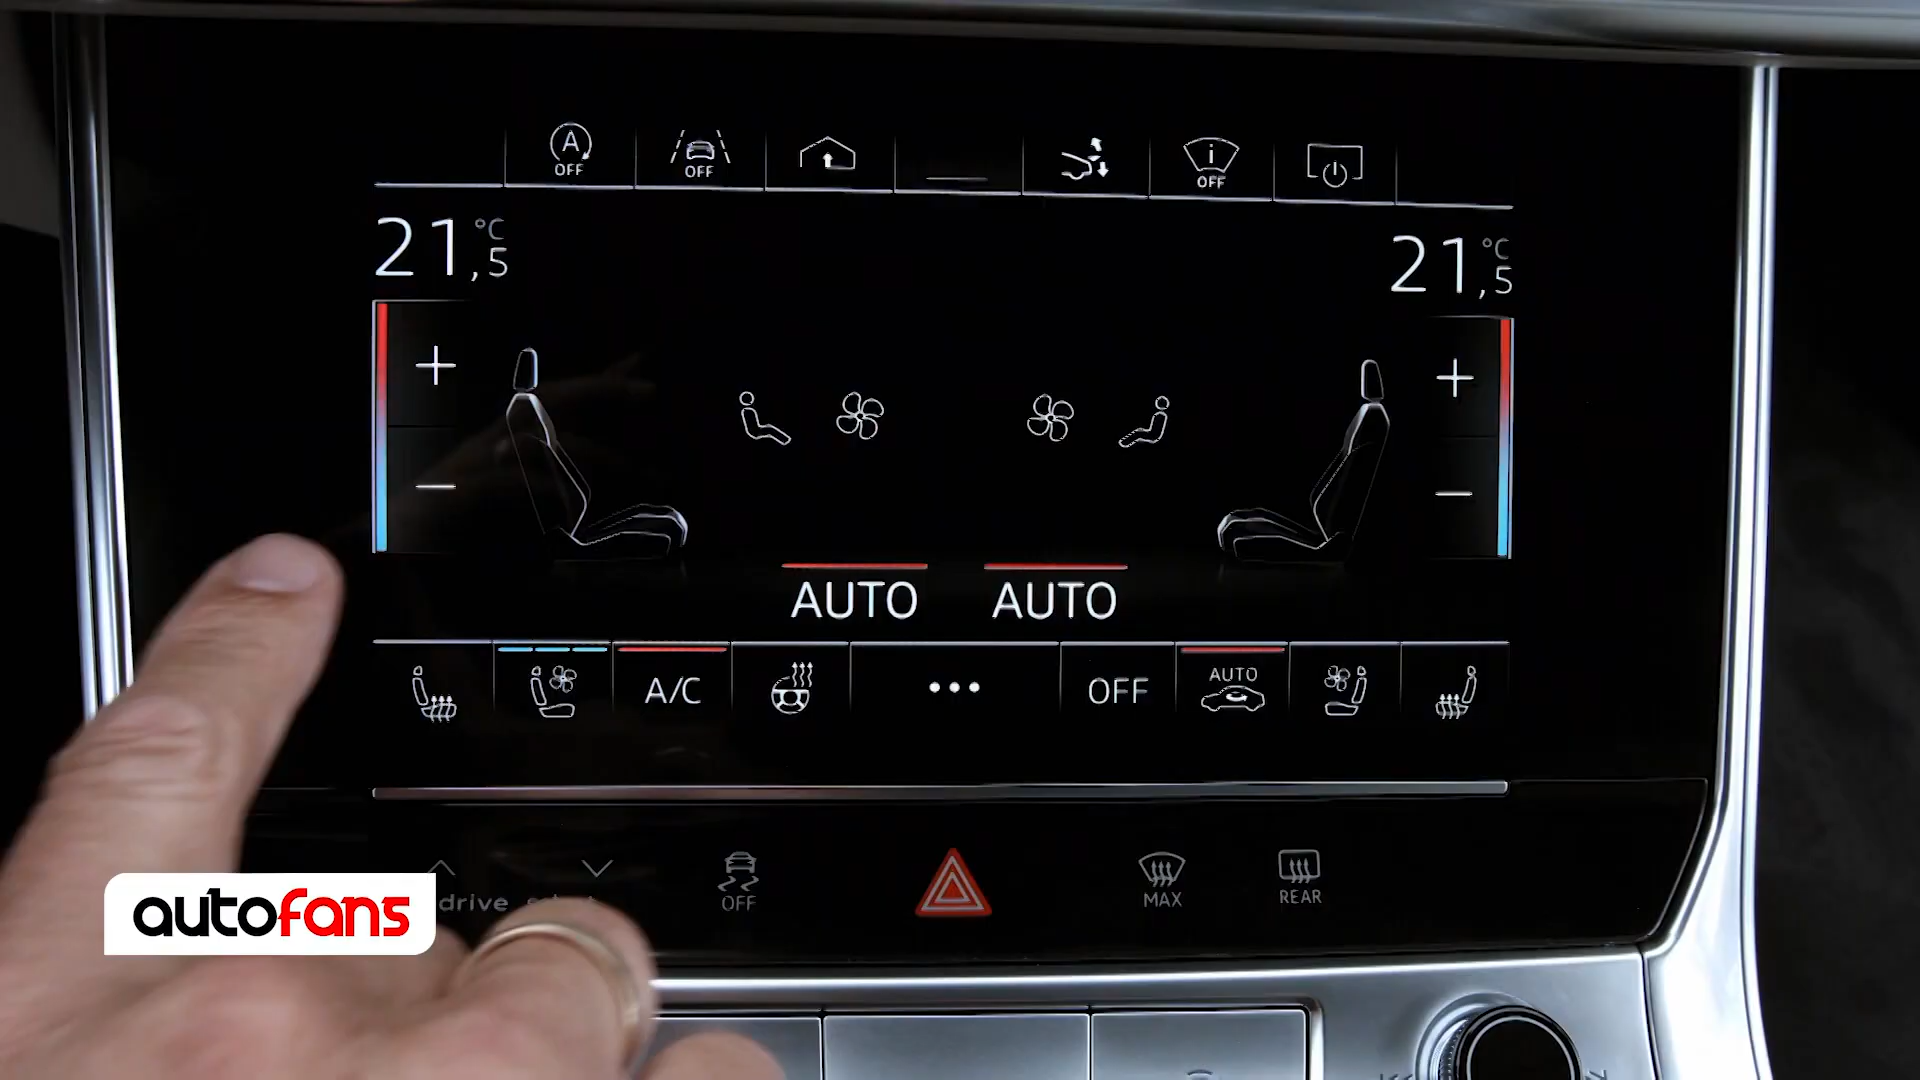 A
OFF
OFF
i
OFF
21,5 °C
21,5 °C
AUTO AUTO
A/C
OFF
AUTO
drive
OFF
MAX
REAR
autofans